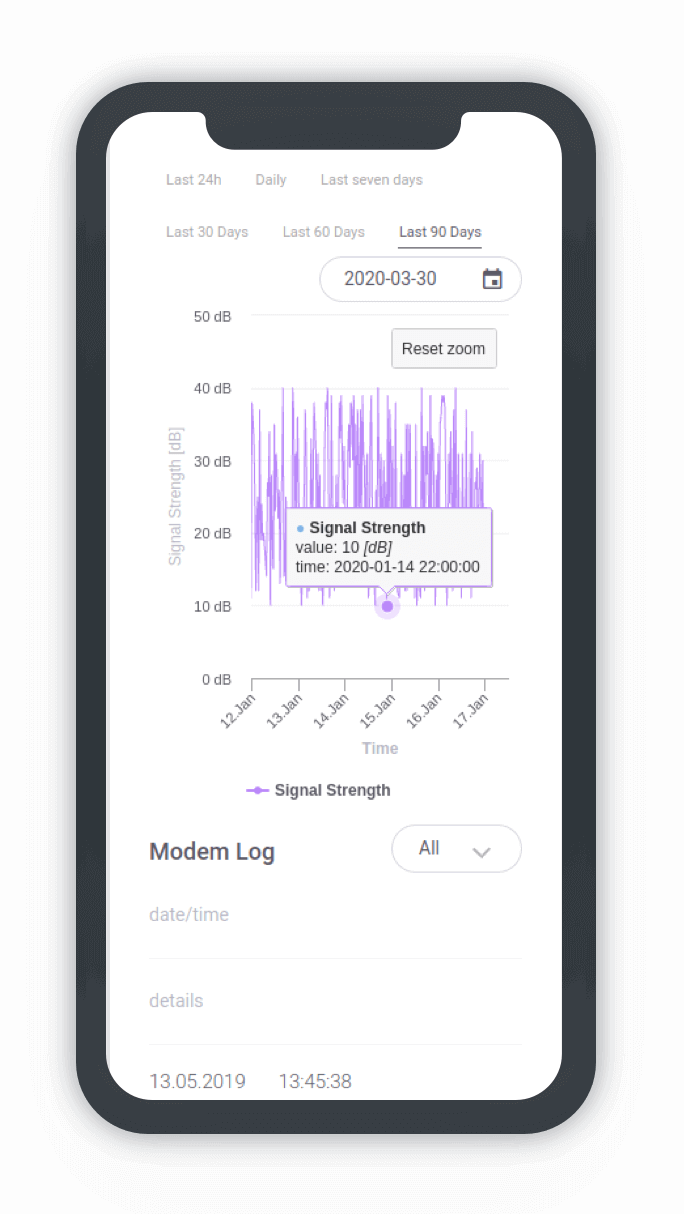 Last 24h Daily Last seven days
Last 30 Days Last 60 Days Last 90 Days
2020-03-30
50 dB
Reset zoom
40 dB
30 dB
20 dB
10 dB
0 dB
Signal Strength [dB]
Signal Strength
value: 10 [dB]
time: 2020-01-14 22:00:00
12.Jan 13.Jan 14.Jan 15.Jan 16.Jan 17.Jan
Time
Signal Strength
Modem Log All
date/time
details
13.05.2019 13:45:38